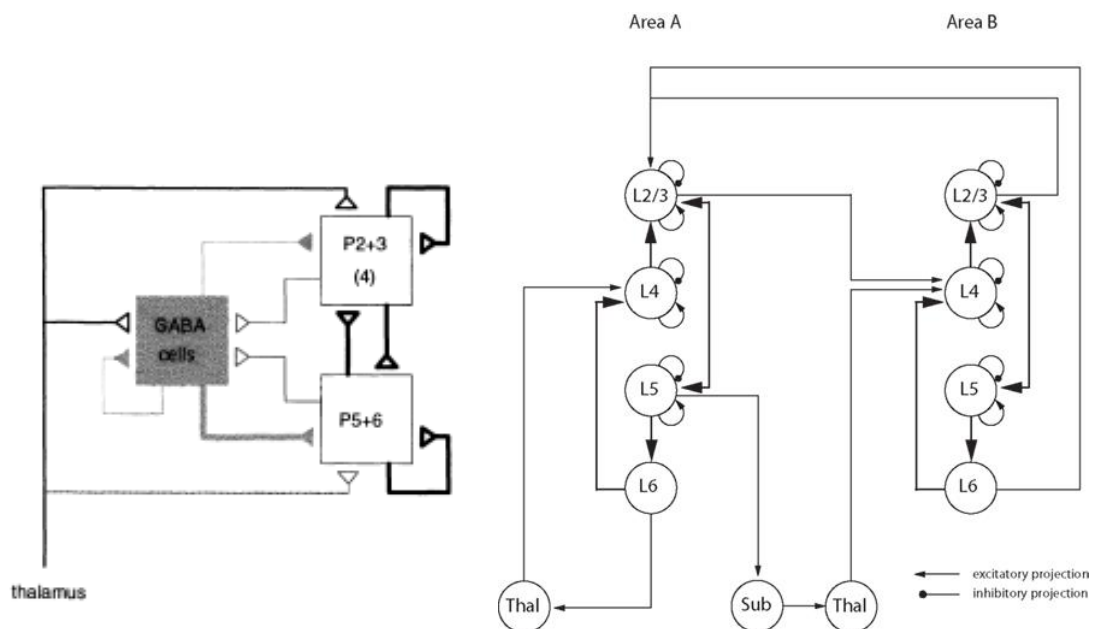 P2+3
(4)
GABA
cells
P5+6
thalamus
Area A
Area B
L2/3
L2/3
L4
L4
L5
L5
L6
L6
Thal
Sub
Thal
excitatory projection
inhibitory projection